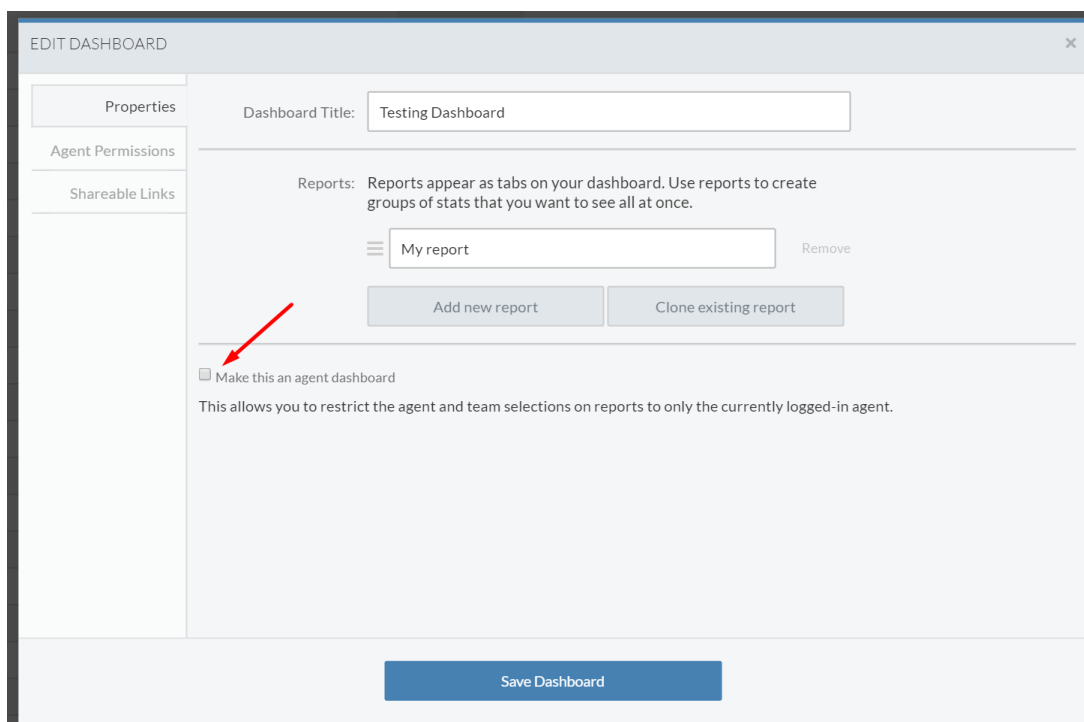 EDIT DASHBOARD
×
Properties
Agent Permissions
Shareable Links
Dashboard Title: Testing Dashboard
Reports: Reports appear as tabs on your dashboard. Use reports to create
groups of stats that you want to see all at once.
My report Remove
Add new report Clone existing report
Make this an agent dashboard
This allows you to restrict the agent and team selections on reports to only the currently logged-in agent.
Save Dashboard